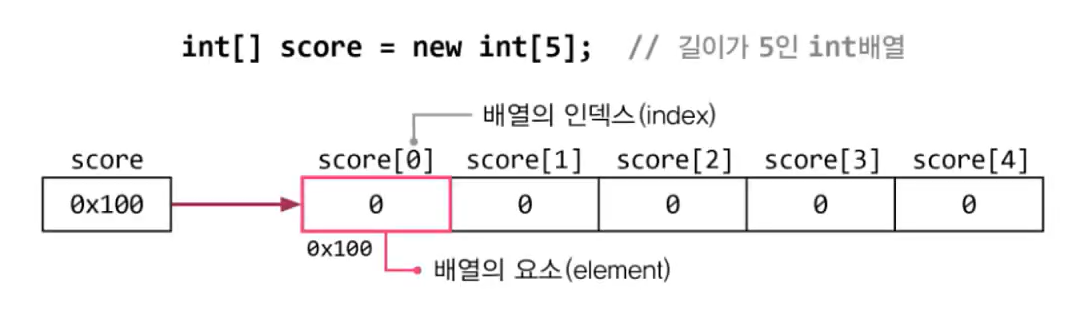 int[] score = new int[5]; // 길이가 5인 int배열
배열의 인덱스(index)
score score[0] score[1] score[2] score[3] score[4]
0x100 0 0 0 0 0
0x100
배열의 요소(element)